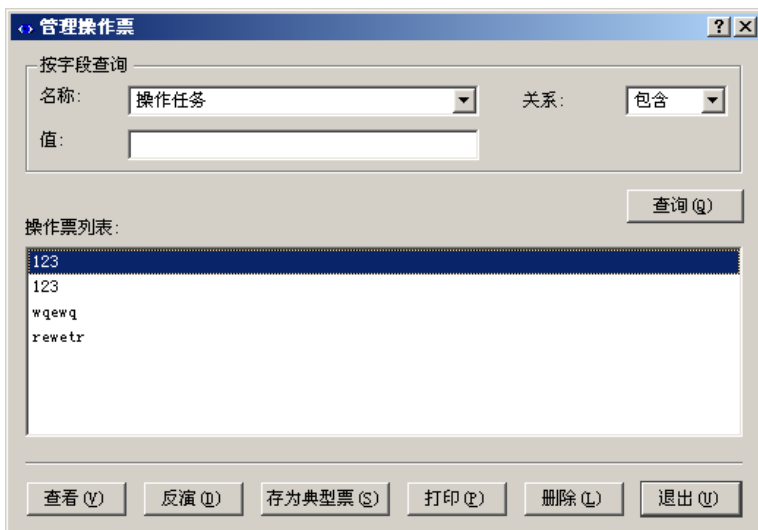 管理操作票
按字段查询
名称: 操作任务 关系: 包含
值:
查询(Q)
操作票列表:
123
123
wqewq
rewetr
查看(V) 反演(D) 存为典型票(S) 打印(P) 删除(L) 退出(U)